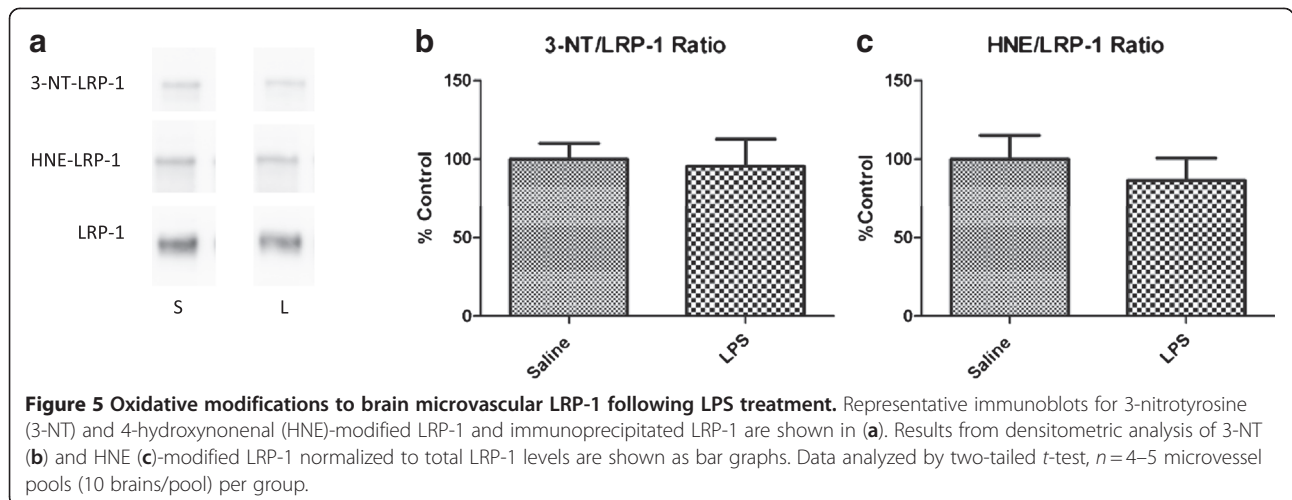 a
3-NT-LRP-1
HNE-LRP-1
LRP-1
S L
b
3-NT/LRP-1 Ratio
% Control
150
100
50
0
Saline
LPS
c
HNE/LRP-1 Ratio
%Control
150
100
50
0
Saline
LPS
Figure 5 Oxidative modifications to brain microvascular LRP-1 following LPS treatment. Representative immunoblots for 3-nitrotyrosine
(3-NT) and 4-hydroxynonenal (HNE)-modified LRP-1 and immunoprecipitated LRP-1 are shown in (a). Results from densitometric analysis of 3-NT
(b) and HNE (c)-modified LRP-1 normalized to total LRP-1 levels are shown as bar graphs. Data analyzed by two-tailed t-test, n = 4–5 microvessel
pools (10 brains/pool) per group.